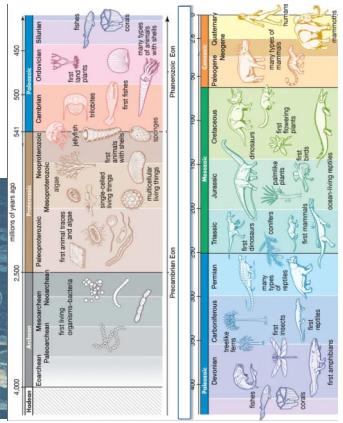 millions of years ago
4,000
2,500
541
500
450
Hadean
Archean
Proterozoic
Paleozoic
Eoarchean
Paleoarchean
Mesoarchean
Neoarchean
Paleoproterozoic
Mesoproterozoic
Neoproterozoic
Cambrian
Ordovician
Silurian
first living
organisms-bacteria
first animal traces
and algae
algae
single-celled
living things
multicellular
living things
jellyfish
first
animals
with shells
sponges
trilobites
first fishes
first
land
plants
many types
of animals
with shells
fishes
corals
Precambrian Eon
Phanerozoic Eon
400
350
300
250
200
150
100
50
2.6
0
Paleozoic
Mesozoic
Cenozoic
Devonian
Carboniferous
Permian
Triassic
Jurassic
Cretaceous
Paleogene
Neogene
Quaternary
fishes
corals
first amphibians
treelike
ferns
first
insects
first
reptiles
many
types
of
reptiles
first
dinosaurs
conifers
first mammals
palmlike
plants
dinosaurs
first
birds
first
flowering
plants
ocean-living reptiles
many types of
mammals
humans
mammoths